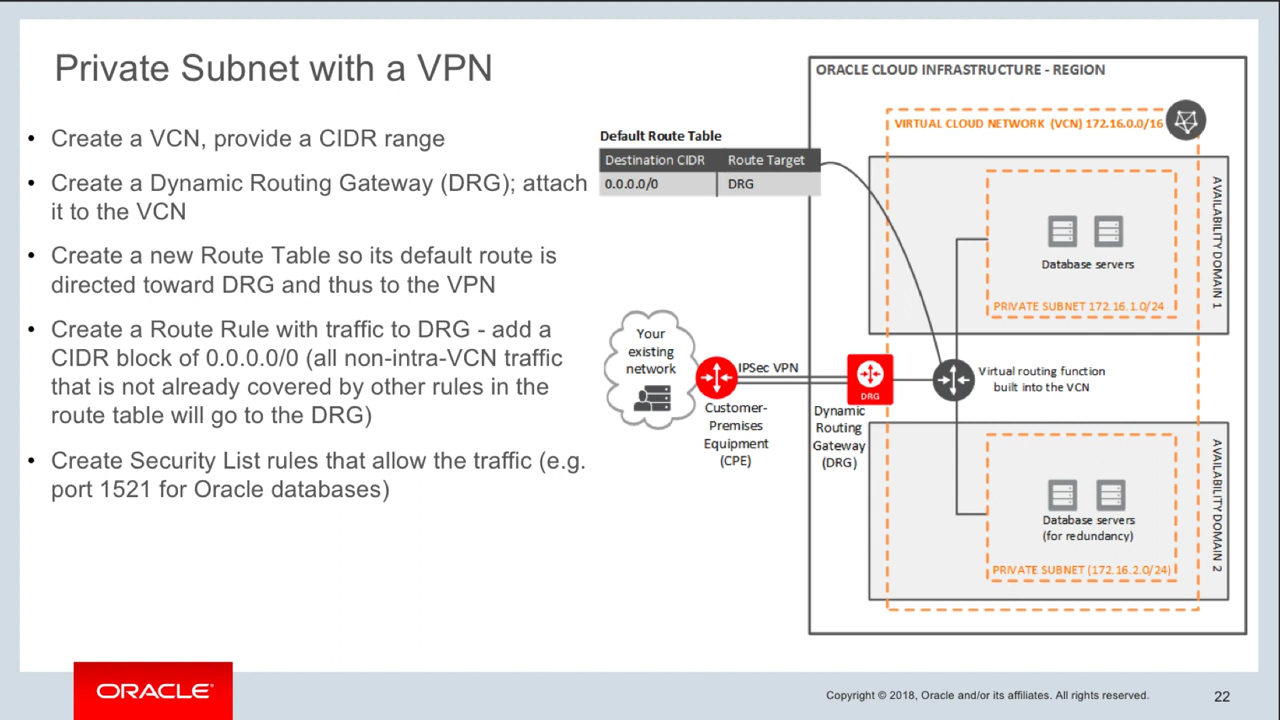 Private Subnet with a VPN
• Create a VCN, provide a CIDR range
• Create a Dynamic Routing Gateway (DRG); attach
it to the VCN
• Create a new Route Table so its default route is
directed toward DRG and thus to the VPN
• Create a Route Rule with traffic to DRG - add a
CIDR block of 0.0.0.0/0 (all non-intra-VCN traffic
that is not already covered by other rules in the
route table will go to the DRG)
• Create Security List rules that allow the traffic (e.g.
port 1521 for Oracle databases)
Default Route Table
Destination CIDR Route Target
0.0.0.0/0 DRG
ORACLE CLOUD INFRASTRUCTURE - REGION
VIRTUAL CLOUD NETWORK (VCN) 172.16.0.0/16
Database servers
PRIVATE SUBNET 172.16.1.0/24
AVAILABILITY DOMAIN 1
Your
existing
network
IPSec VPN
Customer-
Premises
Equipment
(CPE)
DRG
Dynamic
Routing
Gateway
(DRG)
Virtual routing function
built into the VCN
Database servers
(for redundancy)
PRIVATE SUBNET (172.16.2.0/24)
AVAILABILITY DOMAIN 2
ORACLE®
Copyright © 2018, Oracle and/or its affiliates. All rights reserved.
22